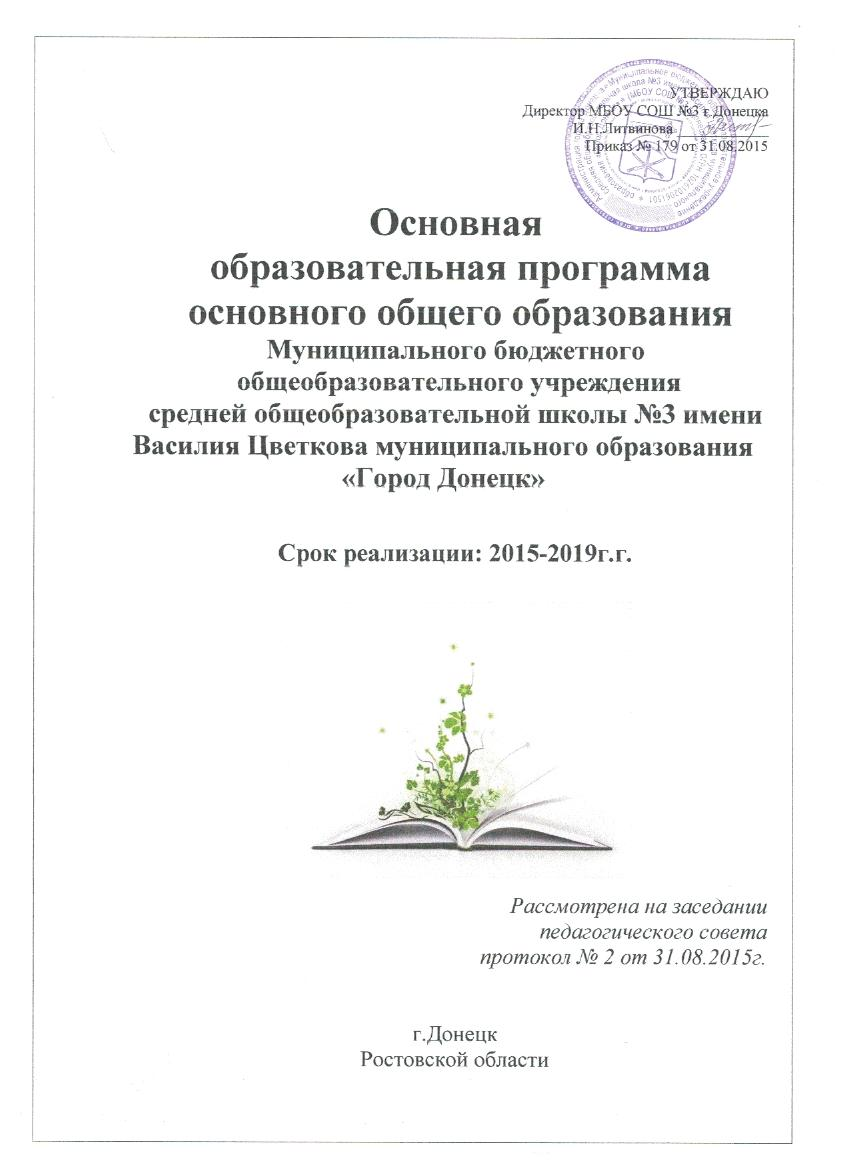 УТВЕРЖДАЮ
Директор МБОУ СОШ №3 г.Донецка
И.Н.Литвинова
Приказ № 179 от 31.08.2015
Основная
образовательная программа
основного общего образования
Муниципального бюджетного
общеобразовательного учреждения
средней общеобразовательной школы №3 имени
Василия Цветкова муниципального образования
«Город Донецк»
Срок реализации: 2015-2019г.г.
Рассмотрена на заседании
педагогического совета
протокол № 2 от 31.08.2015г.
г.Донецк
Ростовской области